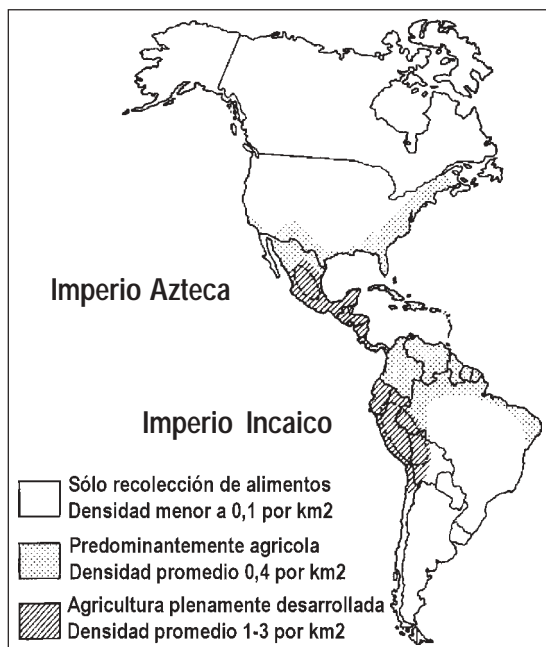 Imperio Azteca
Imperio Incaico
Sólo recolección de alimentos
Densidad menor a 0,1 por km2
Predominantemente agricola
Densidad promedio 0,4 por km2
Agricultura plenamente desarrollada
Densidad promedio 1-3 por km2